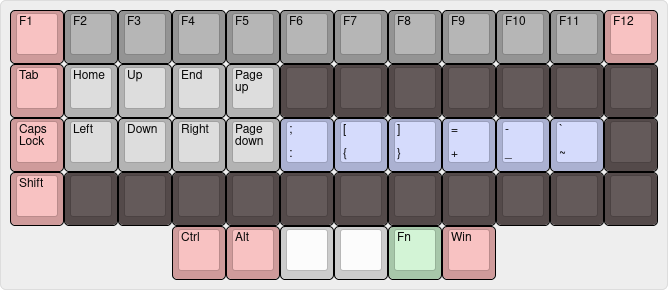 F1 F2 F3 F4 F5 F6 F7 F8 F9 F10 F11 F12
Tab Home Up End Page up
Caps Lock Left Down Right Page down ; : [ { ] } = + - _ ` ~
Shift
Ctrl Alt Fn Win